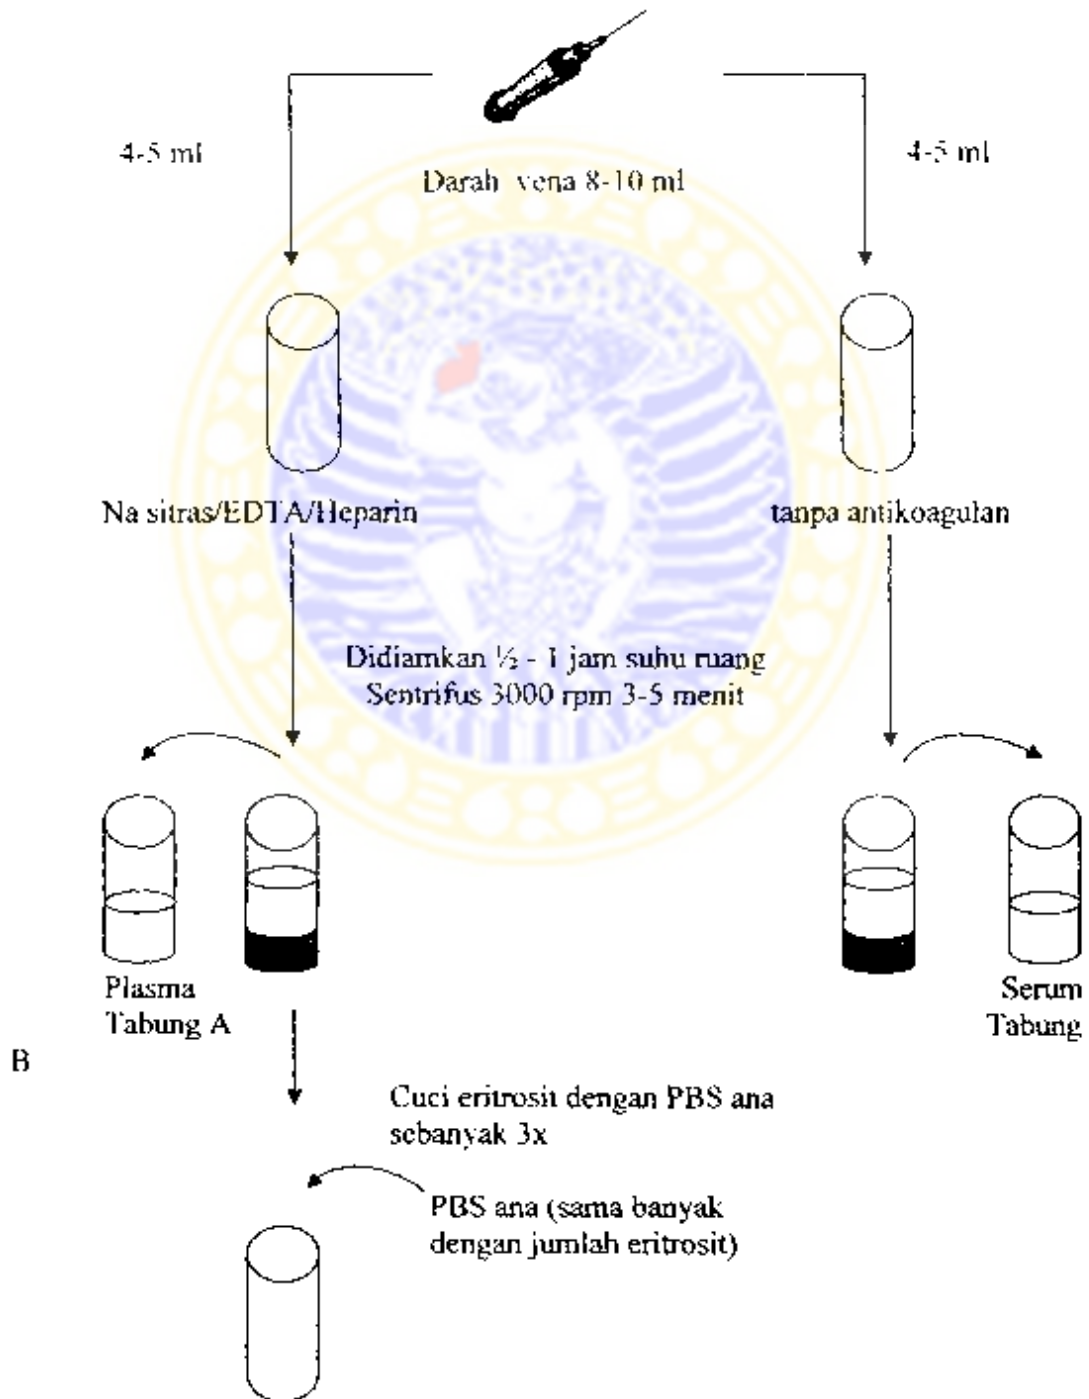 4-5 ml
4-5 ml
Darah vena 8-10 ml
Na sitras/EDTA/Heparin
tanpa antikoagulan
Didiamkan ½ - 1 jam suhu ruang
Sentrifus 3000 rpm 3-5 menit
Plasma
Tabung A
Serum
Tabung
B
Cuci eritrosit dengan PBS ana
sebanyak 3x
PBS ana (sama banyak
dengan jumlah eritrosit)